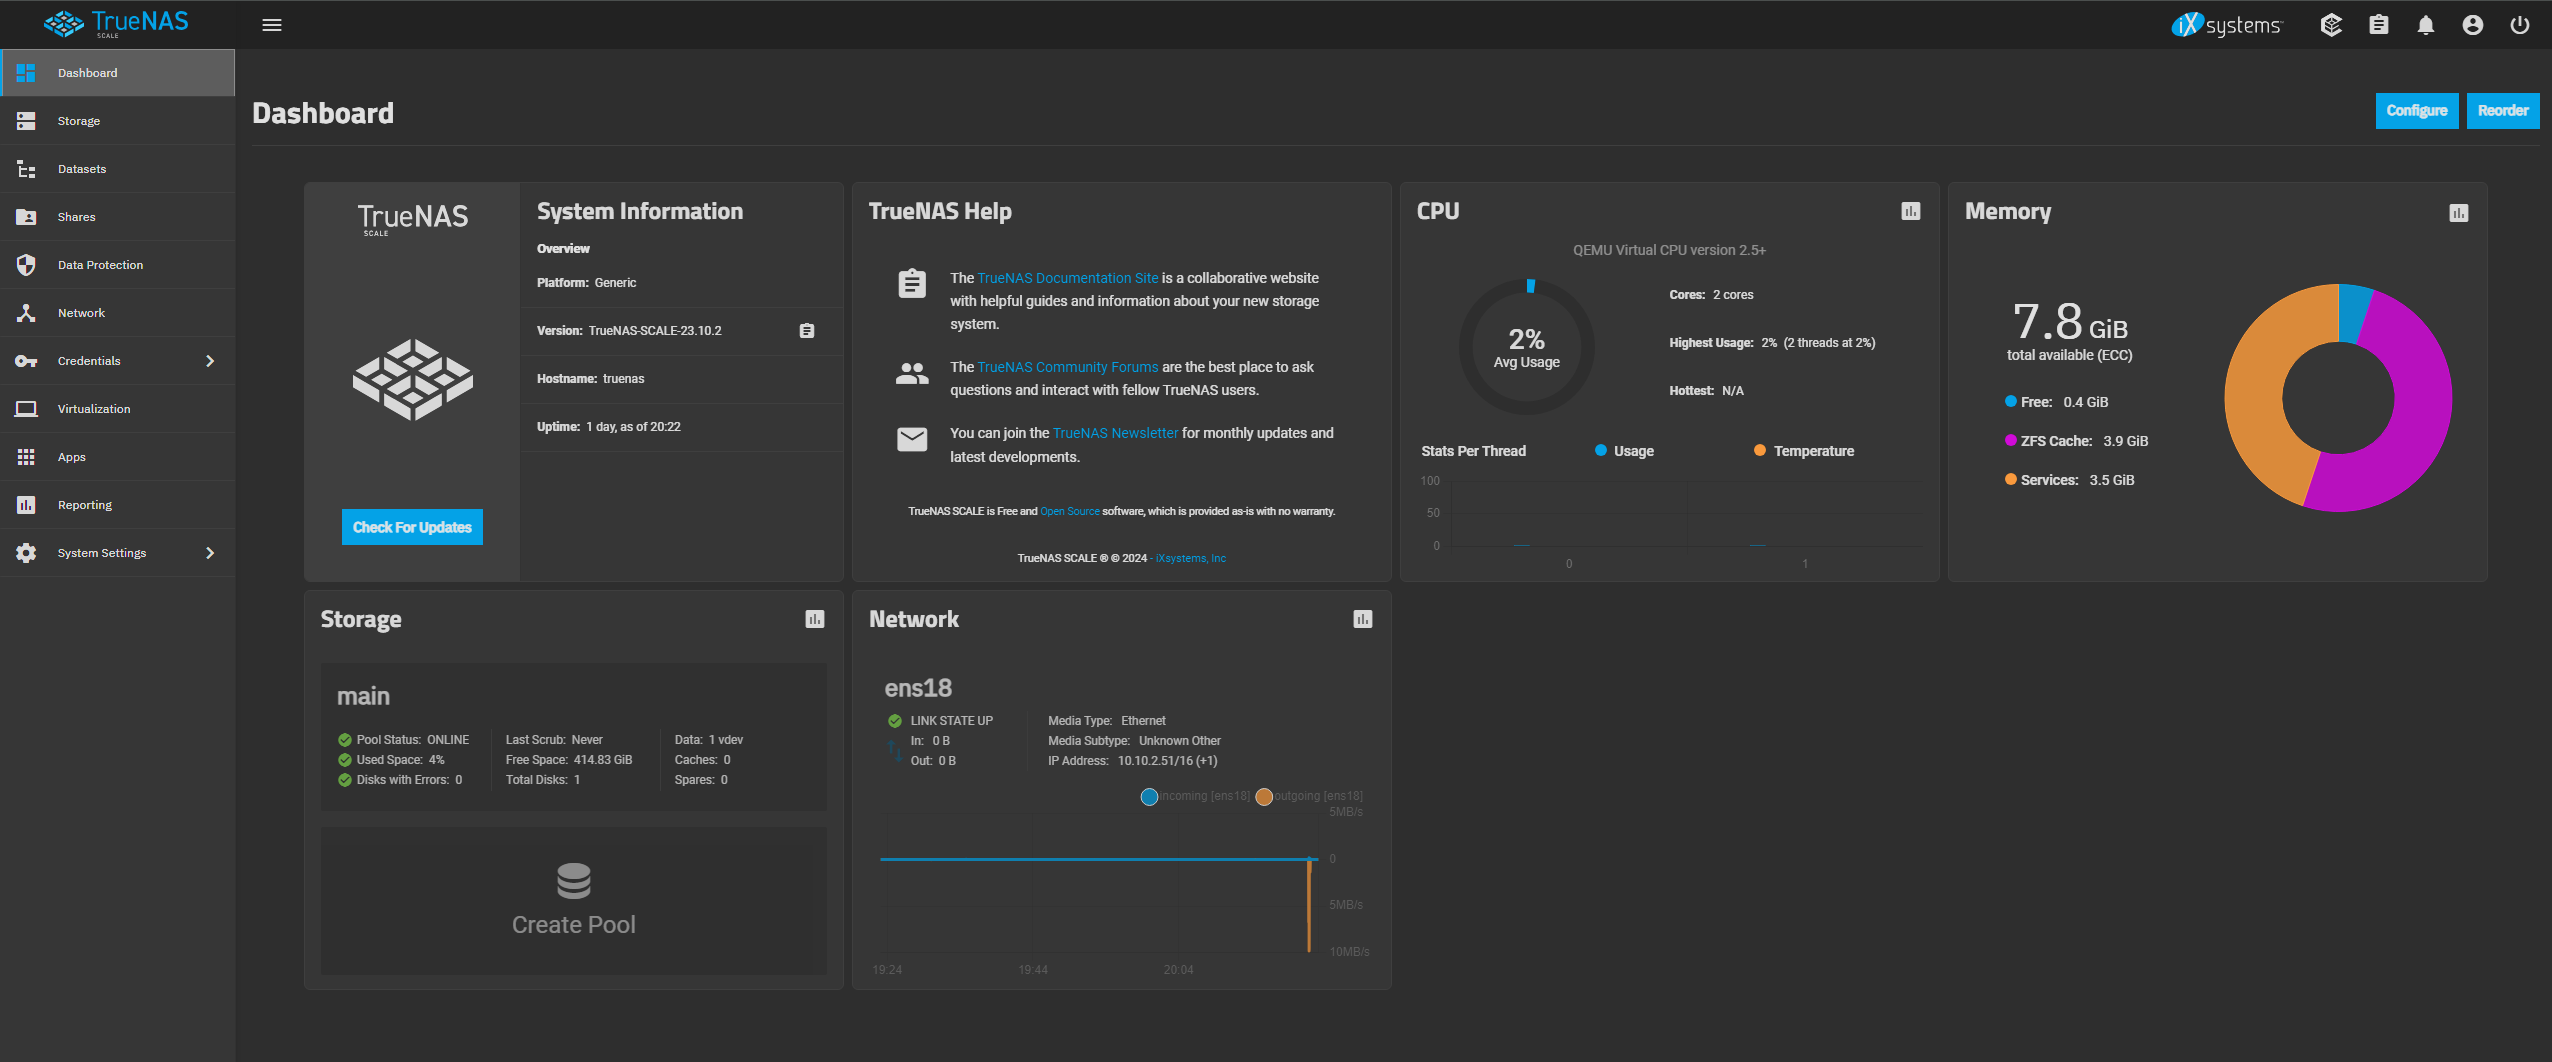 TrueNAS
SCALE
iXsystems™
Dashboard
Storage
Datasets
Shares
Data Protection
Network
Credentials
Virtualization
Apps
Reporting
System Settings
Dashboard
Configure
Reorder
TrueNAS
SCALE
Check For Updates
System Information
Overview
Platform: Generic
Version: TrueNAS-SCALE-23.10.2
Hostname: truenas
Uptime: 1 day, as of 20:22
TrueNAS Help
The TrueNAS Documentation Site is a collaborative website
with helpful guides and information about your new storage
system.
The TrueNAS Community Forums are the best place to ask
questions and interact with fellow TrueNAS users.
You can join the TrueNAS Newsletter for monthly updates and
latest developments.
TrueNAS SCALE is Free and Open Source software, which is provided as-is with no warranty.
TrueNAS SCALE ® © 2024 - iXsystems, Inc
CPU
QEMU Virtual CPU version 2.5+
2%
Avg Usage
Cores: 2 cores
Highest Usage: 2% (2 threads at 2%)
Hottest: N/A
Stats Per Thread
Usage
Temperature
100
50
0
0
1
Memory
7.8 GiB
total available (ECC)
Free: 0.4 GiB
ZFS Cache: 3.9 GiB
Services: 3.5 GiB
Storage
main
Pool Status: ONLINE
Used Space: 4%
Disks with Errors: 0
Last Scrub: Never
Free Space: 414.83 GiB
Total Disks: 1
Data: 1 vdev
Caches: 0
Spares: 0
Create Pool
Network
ens18
LINK STATE UP
In: 0 B
Out: 0 B
Media Type: Ethernet
Media Subtype: Unknown Other
IP Address: 10.10.2.51/16 (+1)
incoming [ens18]
outgoing [ens18]
5MB/s
0
5MB/s
10MB/s
19:24
19:44
20:04